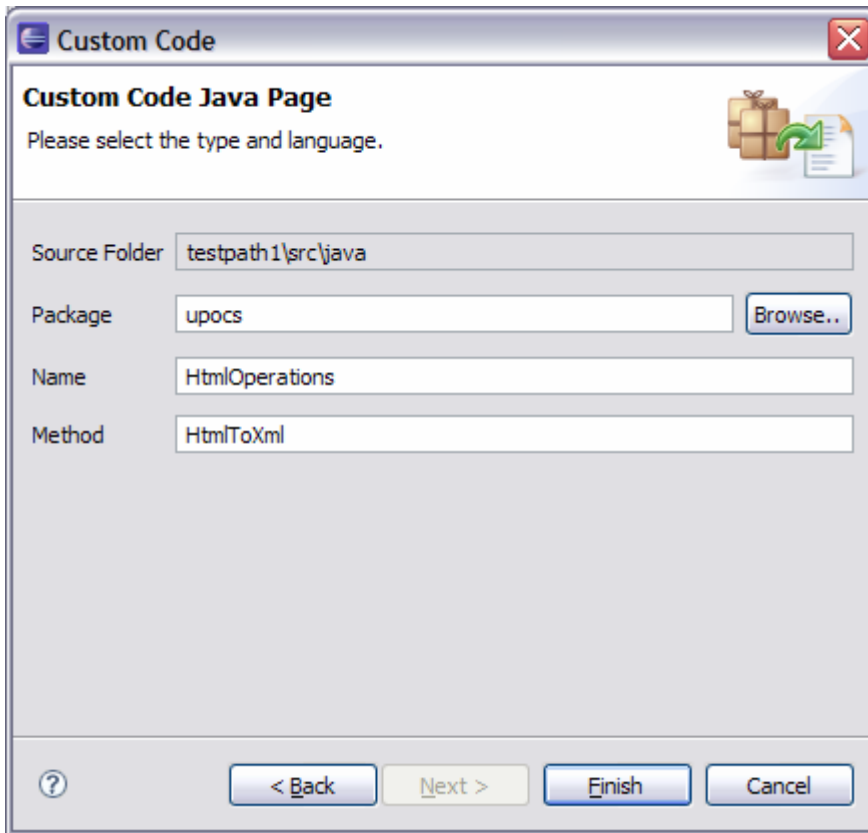 Custom Code
Custom Code Java Page
Please select the type and language.
Source Folder testpath1\src\java
Package upocs Browse..
Name HtmlOperations
Method HtmlToXml
? < Back Next > Finish Cancel